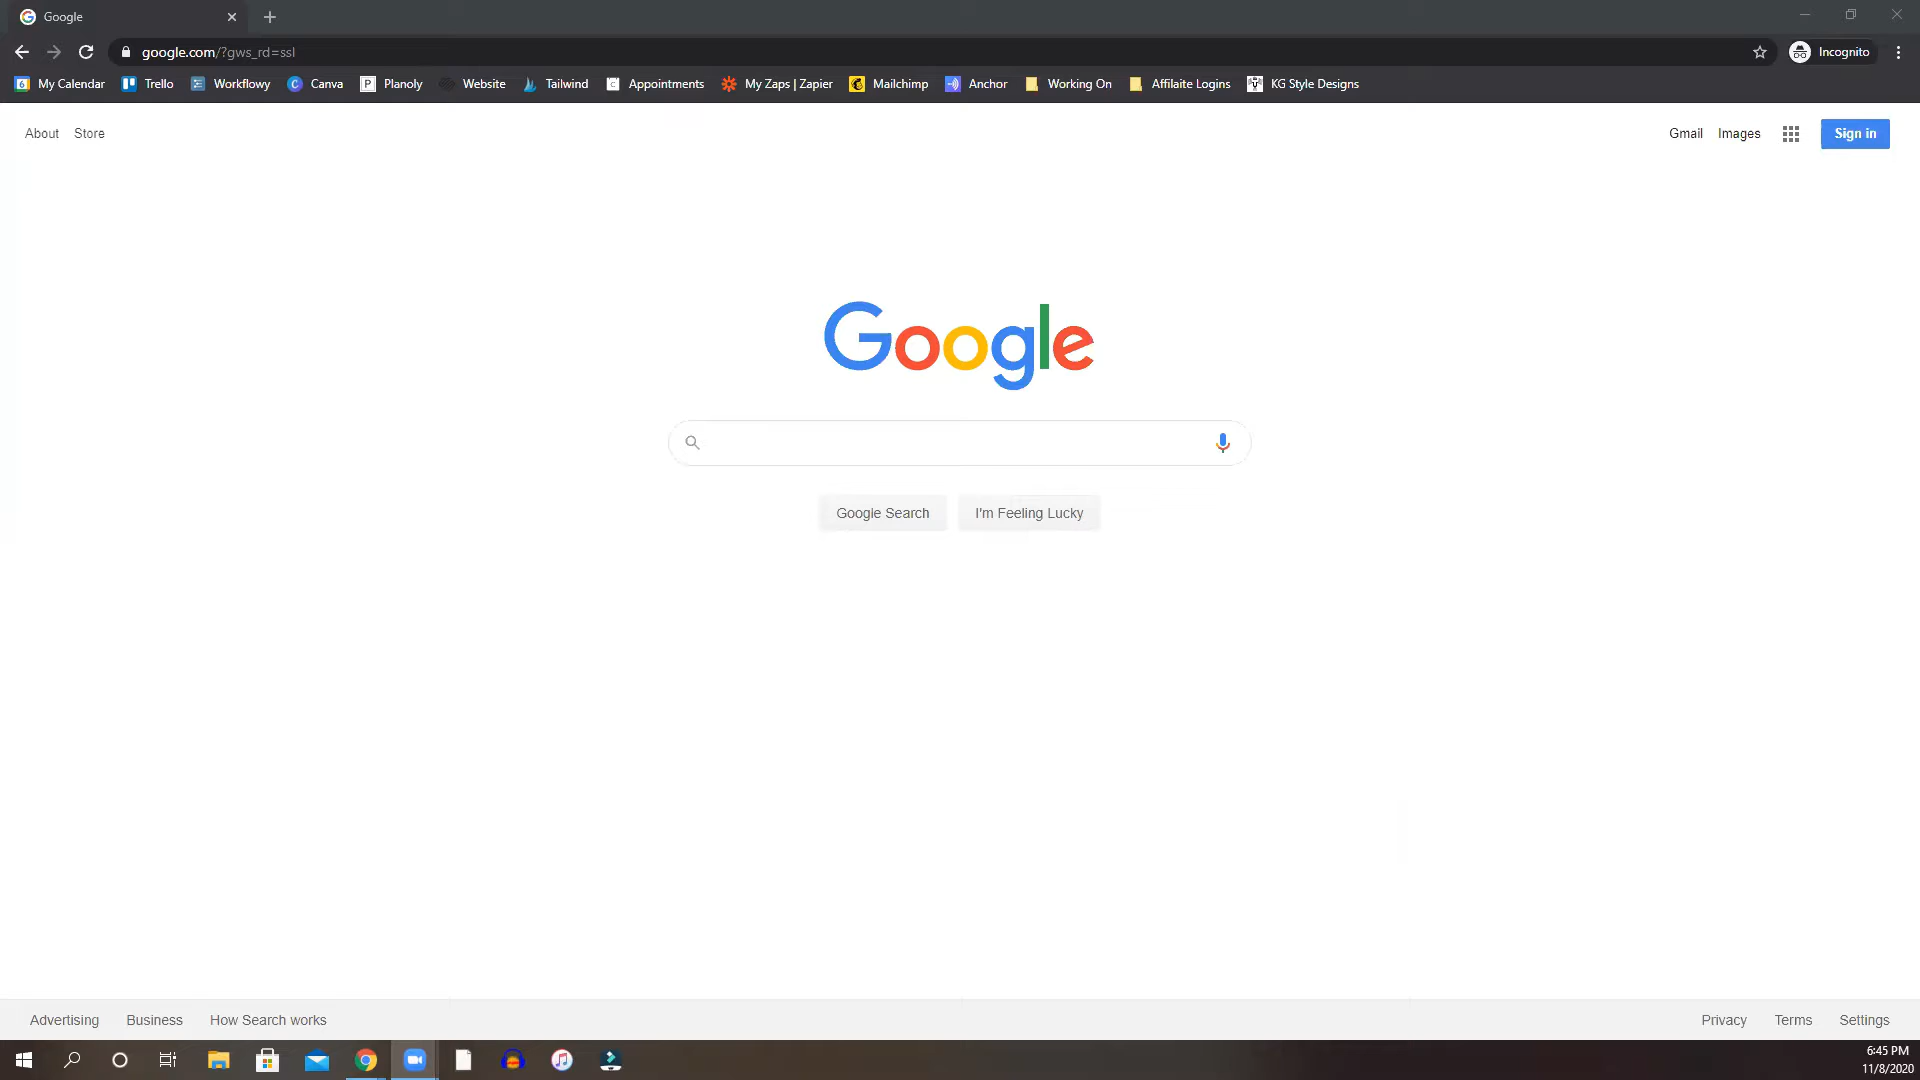 Google
google.com/?gws_rd=ssl
Incognito
6 My Calendar Trello Workflowy C Canva P Planoly Website Tailwind C Appointments My Zaps | Zapier Mailchimp Anchor Working On Affilaite Logins KG Style Designs
About Store
Gmail Images Sign in
Google
Google Search I'm Feeling Lucky
Advertising Business How Search works
Privacy Terms Settings
6:45 PM
11/8/2020